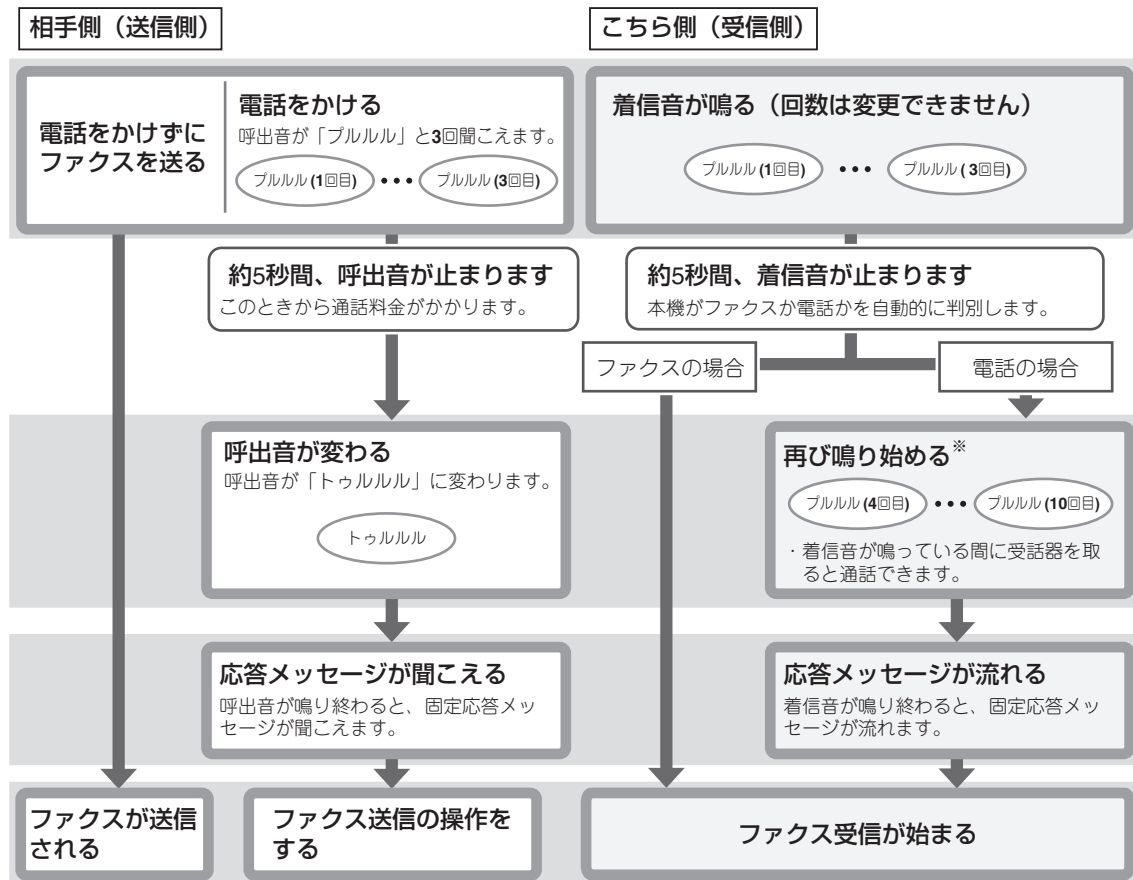 相手側（送信側）
こちら側（受信側）
電話をかけずに
ファクスを送る
電話をかける
呼出音が「プルルル」と3回聞こえます。
プルルル(1回目)・・・プルルル(3回目)
着信音が鳴る（回数は変更できません）
プルルル(1回目)・・・プルルル( 3回目)
約5秒間、呼出音が止まります
このときから通話料金がかかります。
約5秒間、着信音が止まります
本機がファクスか電話かを自動的に判別します。
ファクスの場合
電話の場合
呼出音が変わる
呼出音が「トゥルルル」に変わります。
トゥルルル
再び鳴り始める※
プルルル(4回目)・・・プルルル(10回目)
・着信音が鳴っている間に受話器を取
ると通話できます。
応答メッセージが聞こえる
呼出音が鳴り終わると、固定応答メッ
セージが聞こえます。
応答メッセージが流れる
着信音が鳴り終わると、固定応答メッ
セージが流れます。
ファクスが送信
される
ファクス送信の操作を
する
ファクス受信が始まる